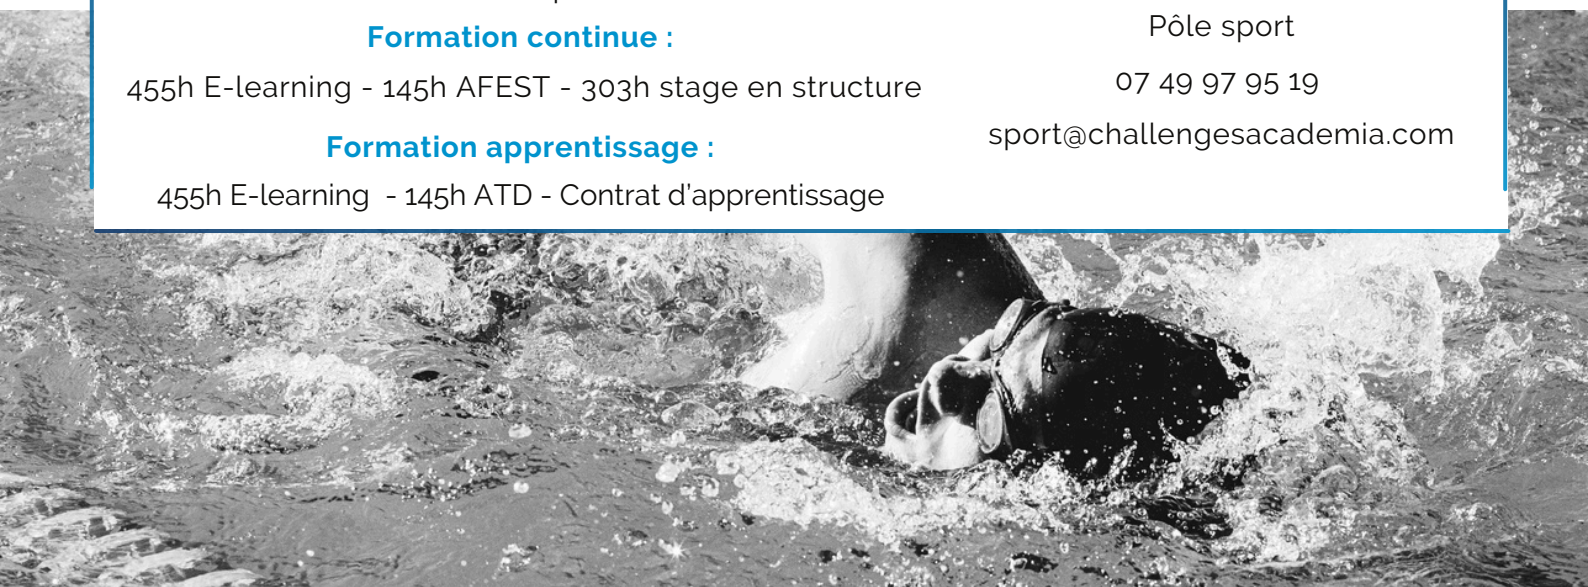 Formation continue :
455h E-learning - 145h AFEST - 303h stage en structure
Formation apprentissage :
455h E-learning - 145h ATD - Contrat d'apprentissage
Pôle sport
07 49 97 95 19
sport@challengesacademia.com